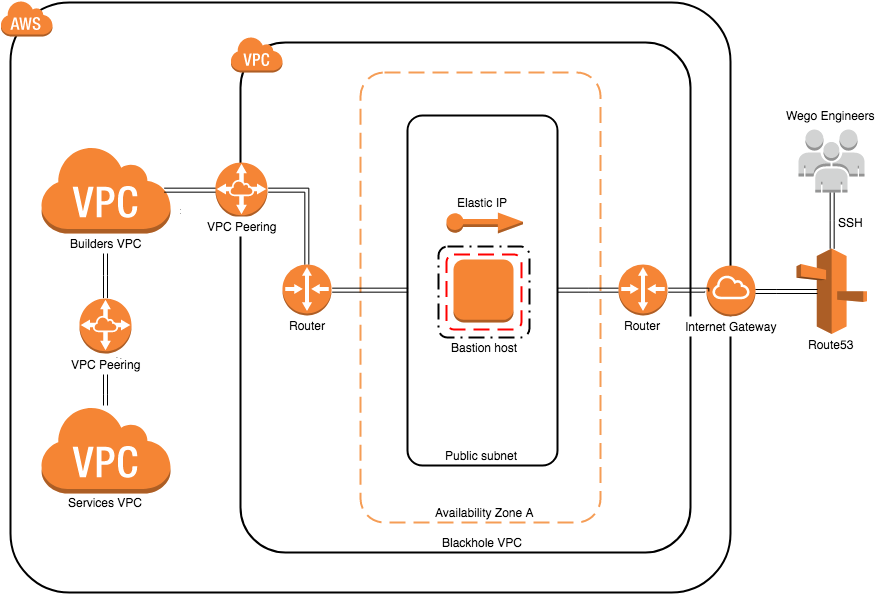 AWS
VPC
Wego Engineers
VPC
Builders VPC
VPC Peering
Elastic IP
SSH
Router
Bastion host
Router
Internet Gateway
Route53
VPC Peering
VPC
Services VPC
Public subnet
Availability Zone A
Blackhole VPC